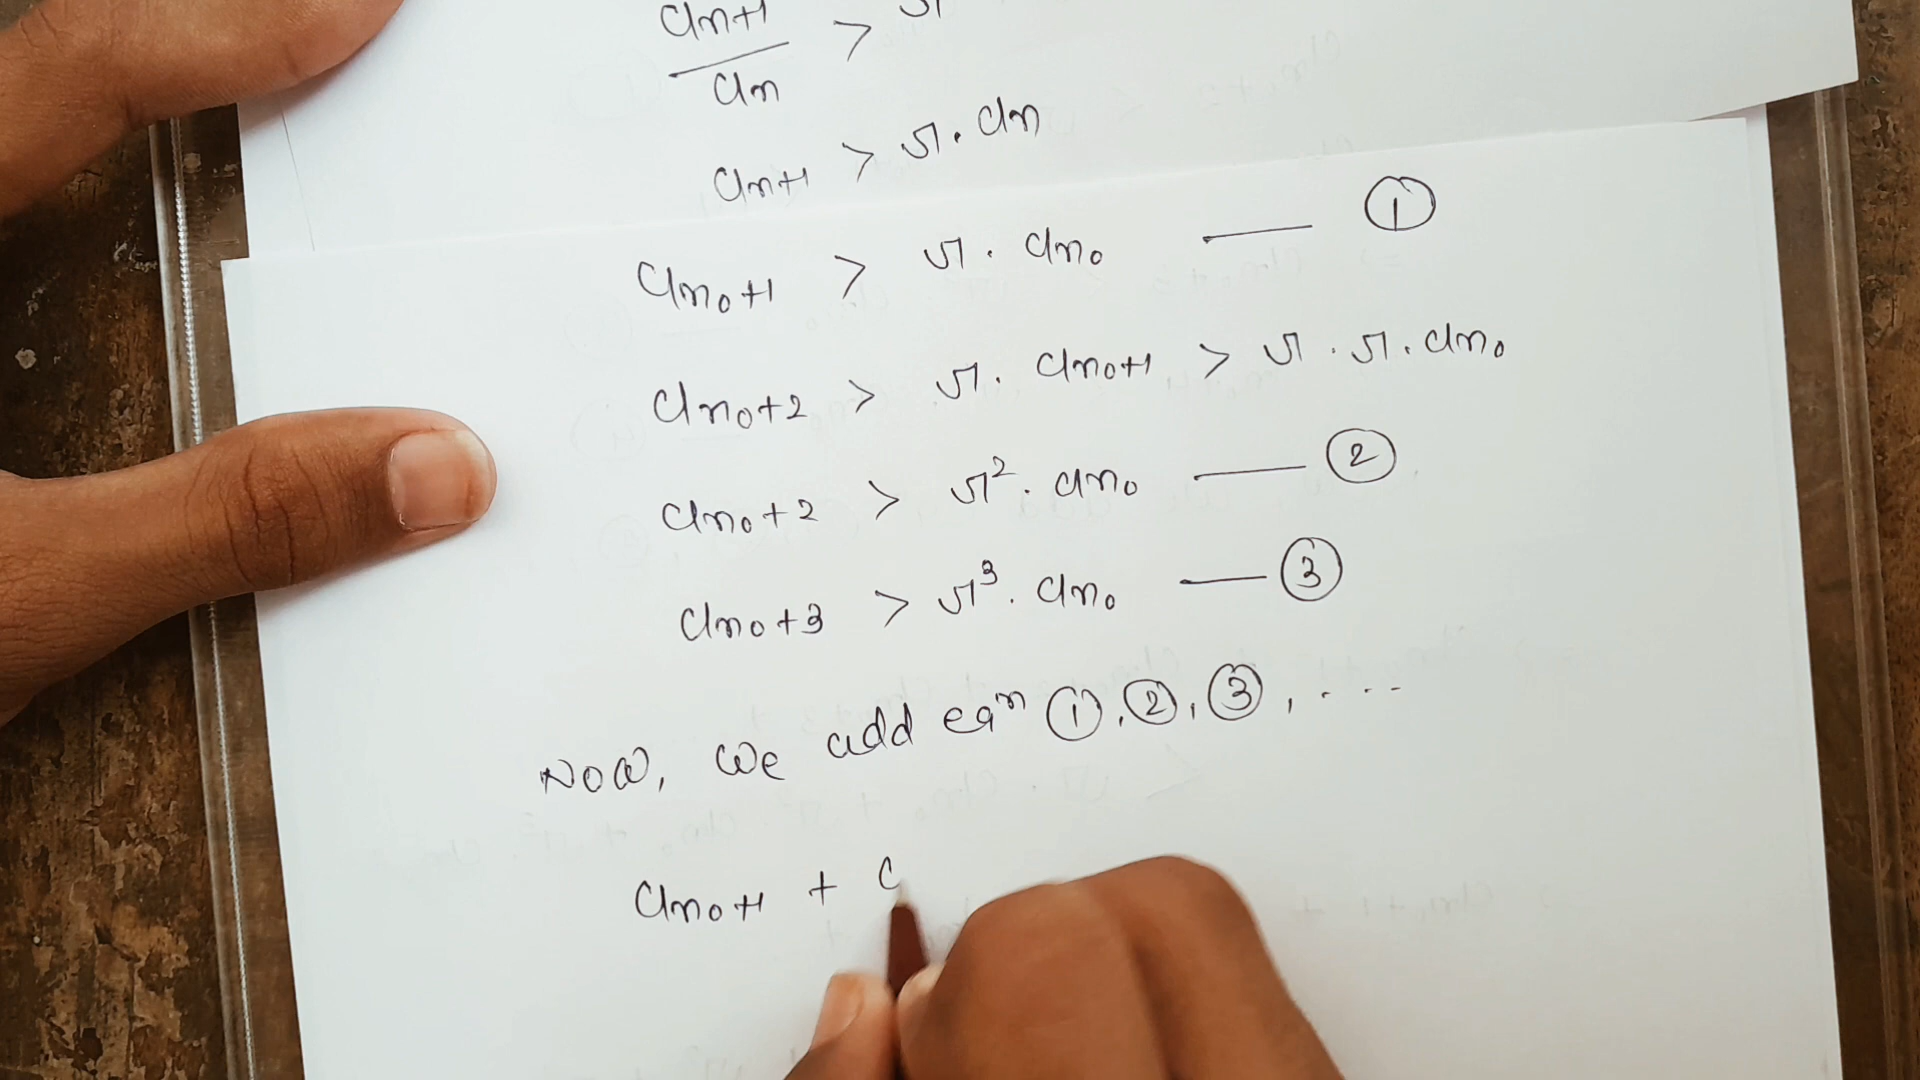 a_{n+1} / a_n > r
a_{n+1} > r . a_n
a_{n₀+1} > r . a_{n₀} —— ①
a_{n₀+2} > r . a_{n₀+1} > r . r . a_{n₀}
a_{n₀+2} > r² . a_{n₀} —— ②
a_{n₀+3} > r³ . a_{n₀} —— ③
Now, we add eqⁿ ①, ②, ③, ....
a_{n₀+1} +